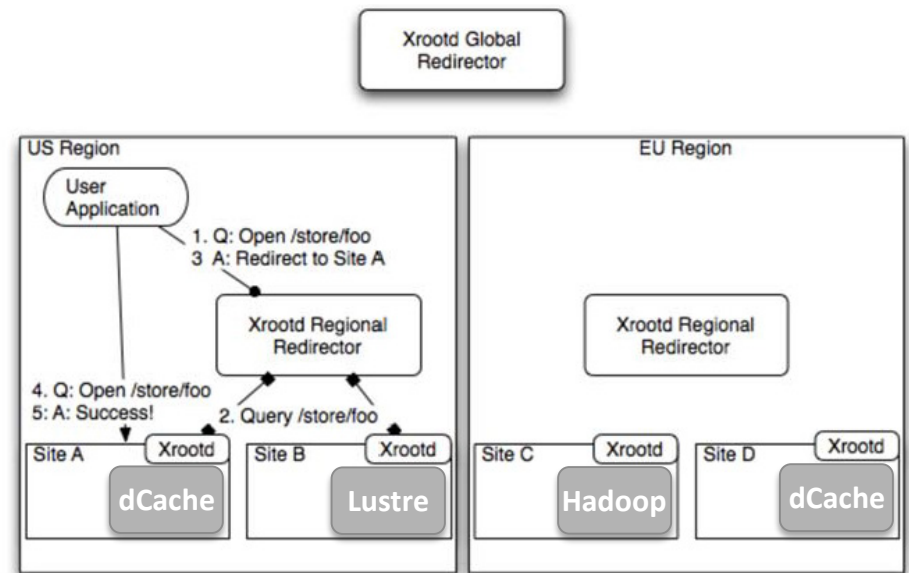 Xrootd Global
Redirector
US Region
EU Region
User
Application
1. Q: Open /store/foo
3 A: Redirect to Site A
Xrootd Regional
Redirector
Xrootd Regional
Redirector
4. Q: Open /store/foo
5: A: Success!
2. Query /store/foo
Site A
Xrootd
dCache
Site B
Xrootd
Lustre
Site C
Xrootd
Hadoop
Site D
Xrootd
dCache